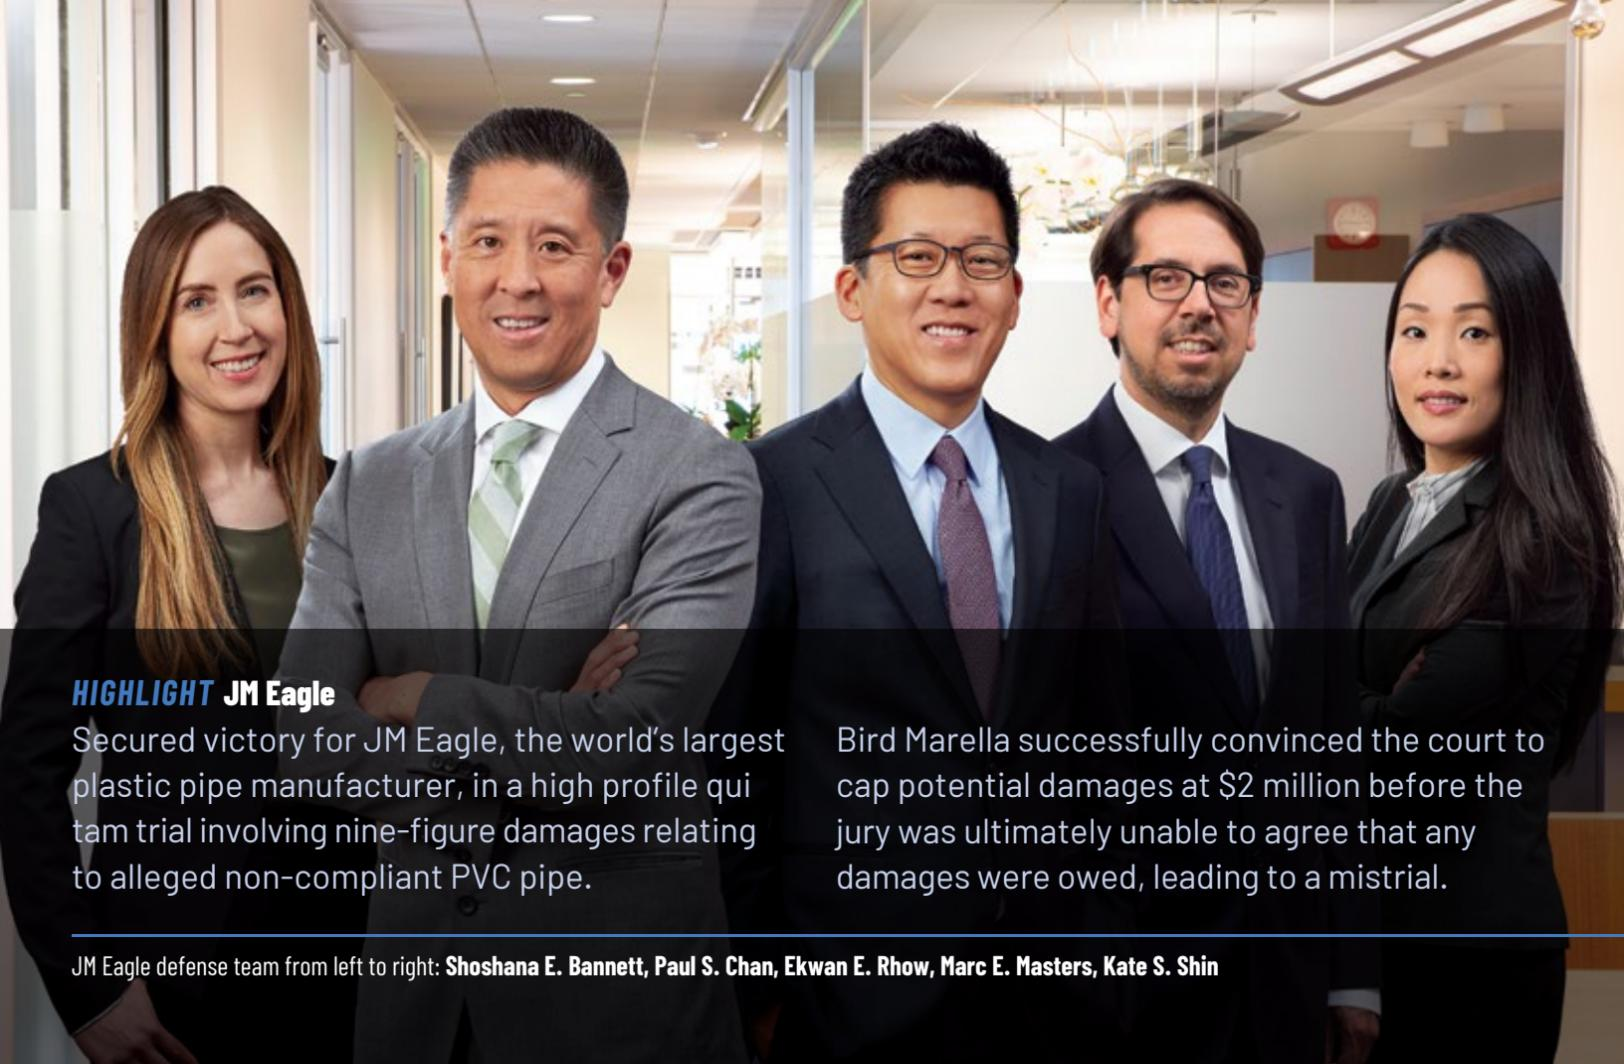 HIGHLIGHT JM Eagle
Secured victory for JM Eagle, the world's largest
plastic pipe manufacturer, in a high profile qui
tam trial involving nine-figure damages relating
to alleged non-compliant PVC pipe.
Bird Marella successfully convinced the court to
cap potential damages at $2 million before the
jury was ultimately unable to agree that any
damages were owed, leading to a mistrial.
JM Eagle defense team from left to right: Shoshana E. Bannett, Paul S. Chan, Ekwan E. Rhow, Marc E. Masters, Kate S. Shin